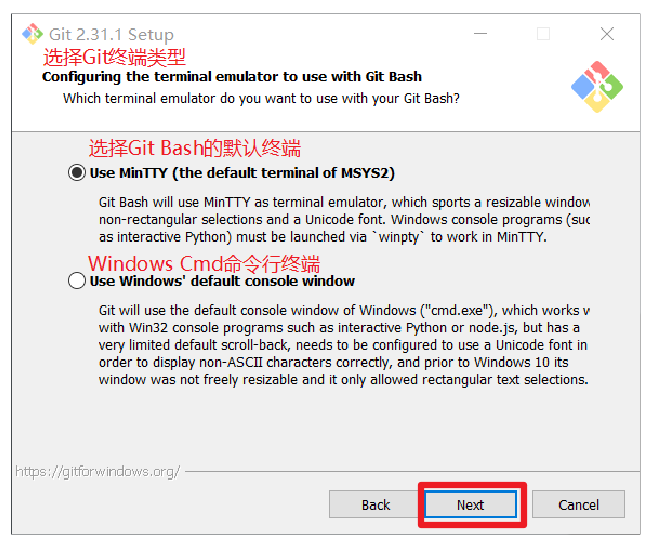 Git 2.31.1 Setup
选择Git终端类型
Configuring the terminal emulator to use with Git Bash
Which terminal emulator do you want to use with your Git Bash?
选择Git Bash的默认终端
Use MinTTY (the default terminal of MSYS2)
Git Bash will use MinTTY as terminal emulator, which sports a resizable window
non-rectangular selections and a Unicode font. Windows console programs (suc
as interactive Python) must be launched via `winpty` to work in MinTTY.
Windows Cmd命令行终端
Use Windows' default console window
Git will use the default console window of Windows ("cmd.exe"), which works w
with Win32 console programs such as interactive Python or node.js, but has a
very limited default scroll-back, needs to be configured to use a Unicode font in
order to display non-ASCII characters correctly, and prior to Windows 10 its
window was not freely resizable and it only allowed rectangular text selections.
https://gitforwindows.org/
Back
Next
Cancel